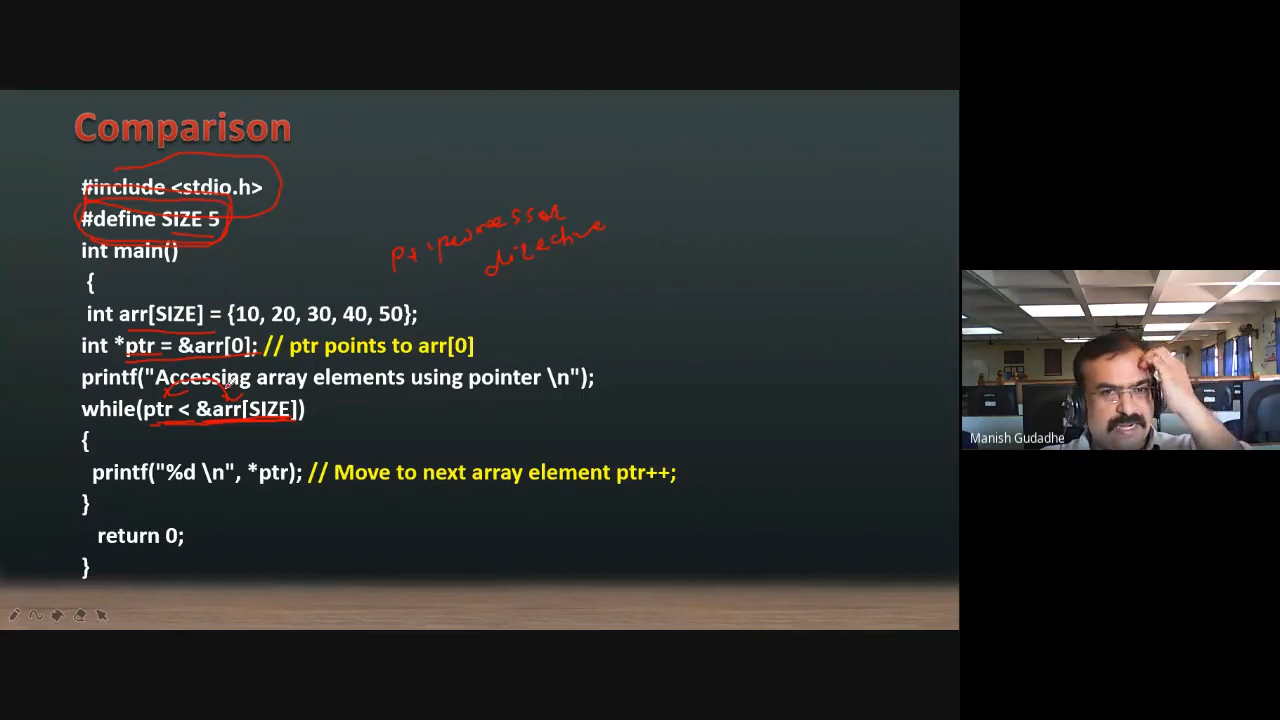 Comparison
#include <stdio.h>
#define SIZE 5
preprocessor
directive
int main()
{
int arr[SIZE] = {10, 20, 30, 40, 50};
int *ptr = &arr[0]; // ptr points to arr[0]
printf("Accessing array elements using pointer \n");
while(ptr < &arr[SIZE])
{
printf("%d \n", *ptr); // Move to next array element ptr++;
}
return 0;
}
Manish Gudadhe